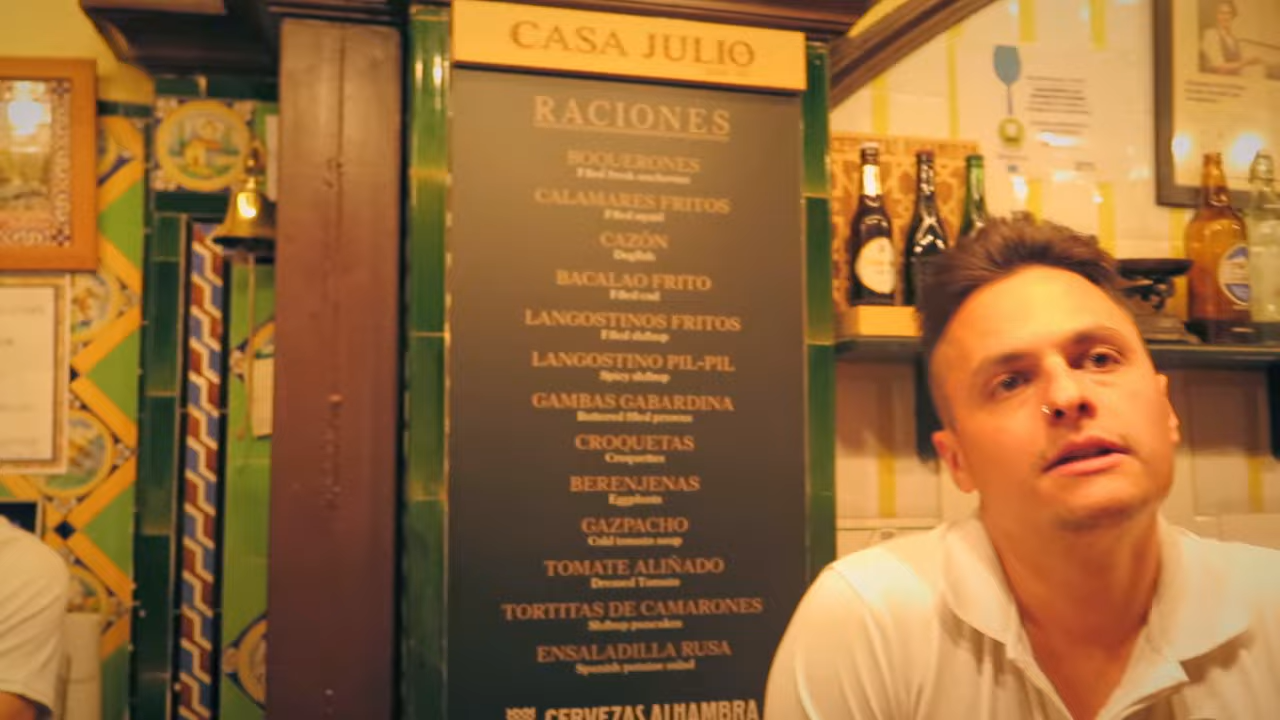 CASA JULIO
RACIONES
BOQUERONES
Fried fresh anchovies
CALAMARES FRITOS
Fried squid
CAZÓN
Dogfish
BACALAO FRITO
Fried cod
LANGOSTINOS FRITOS
Fried shrimp
LANGOSTINO PIL-PIL
Spicy shrimp
GAMBAS GABARDINA
Battered fried prawns
CROQUETAS
Croquettes
BERENJENAS
Eggplants
GAZPACHO
Cold tomato soup
TOMATE ALIÑADO
Dressed Tomato
TORTITAS DE CAMARONES
Shrimp pancakes
ENSALADILLA RUSA
Spanish potato salad
CERVEZAS ALHAMBRA